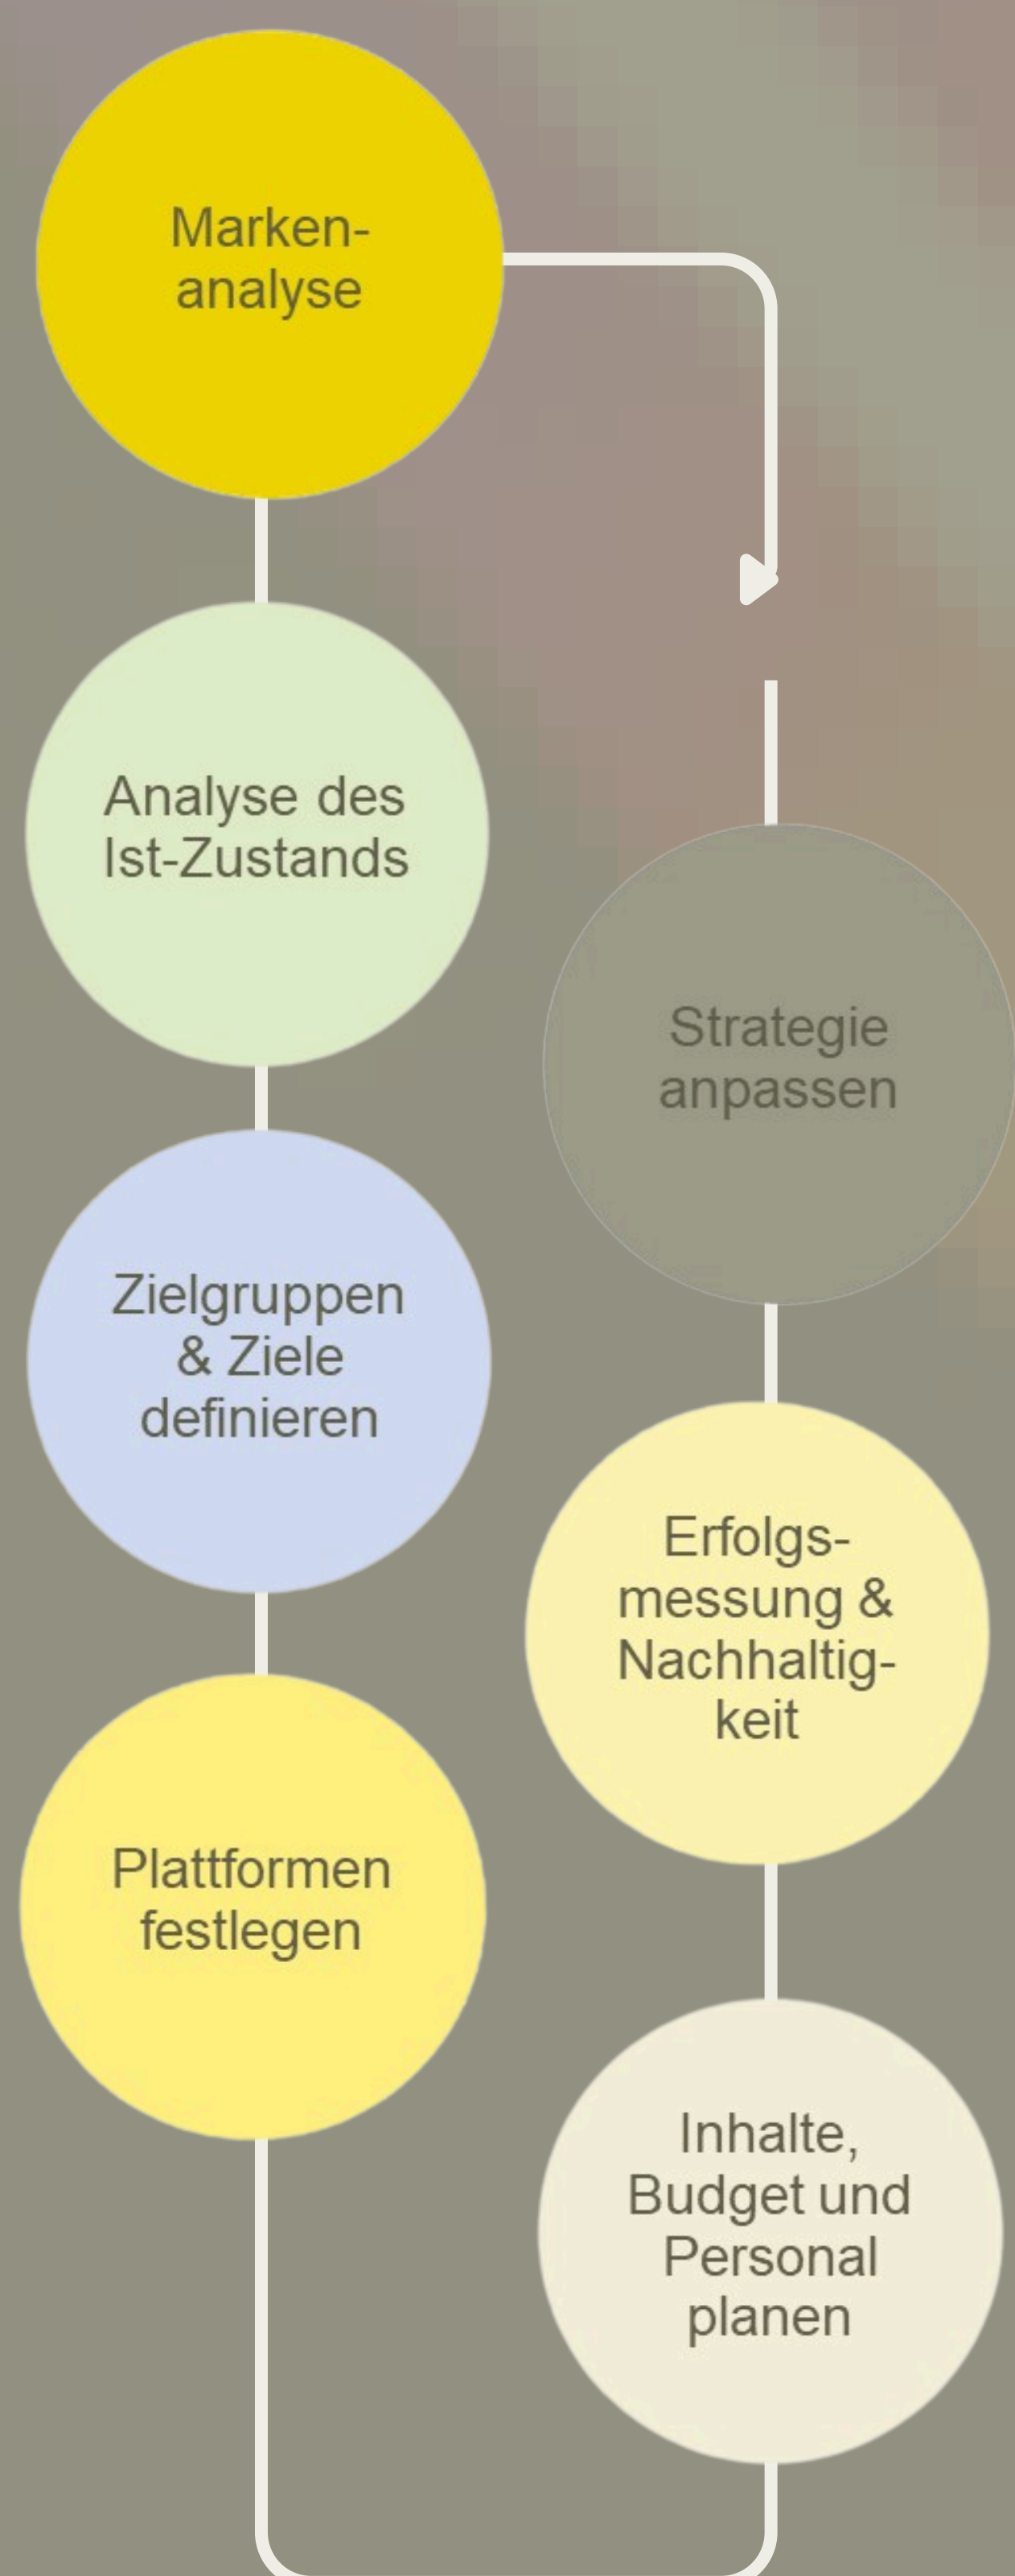 Marken-
analyse
Analyse des
Ist-Zustands
Zielgruppen
& Ziele
definieren
Plattformen
festlegen
Strategie
anpassen
Erfolgs-
messung &
Nachhaltig-
keit
Inhalte,
Budget und
Personal
planen